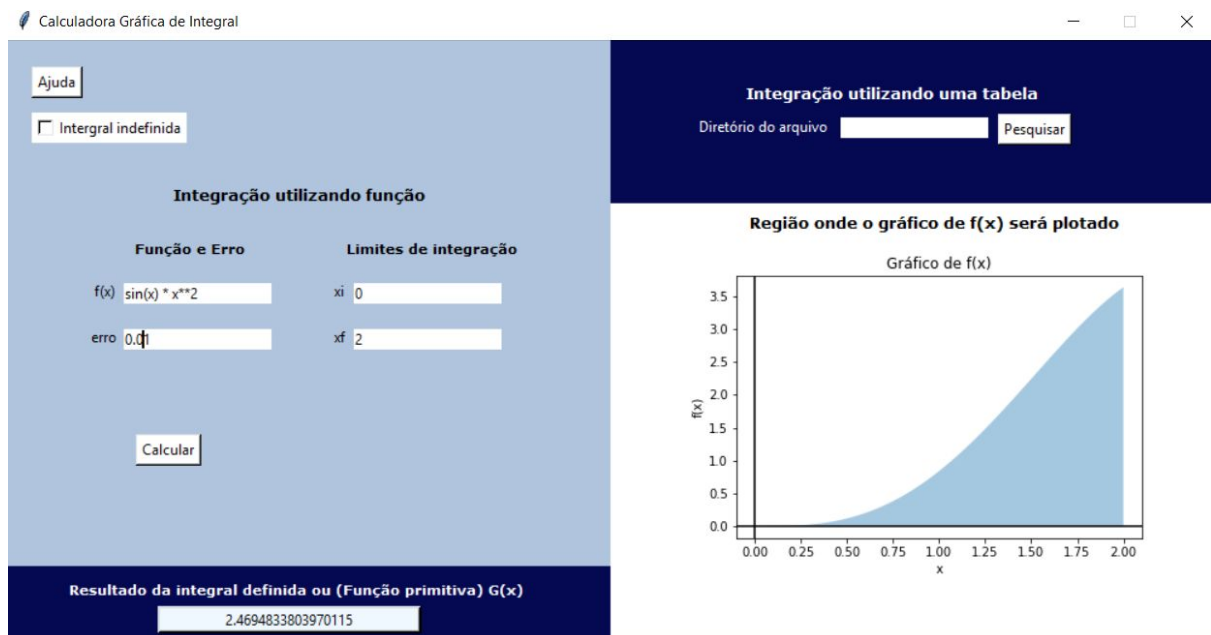 Calculadora Gráfica de Integral
Ajuda
Intergral indefinida
Integração utilizando função
Função e Erro
Limites de integração
f(x) sin(x) * x**2
xi 0
erro 0.01
xf 2
Calcular
Resultado da integral definida ou (Função primitiva) G(x)
2.4694833803970115
Integração utilizando uma tabela
Diretório do arquivo
Pesquisar
Região onde o gráfico de f(x) será plotado
Gráfico de f(x)
3.5
3.0
2.5
2.0
1.5
1.0
0.5
0.0
f(x)
0.00 0.25 0.50 0.75 1.00 1.25 1.50 1.75 2.00
x